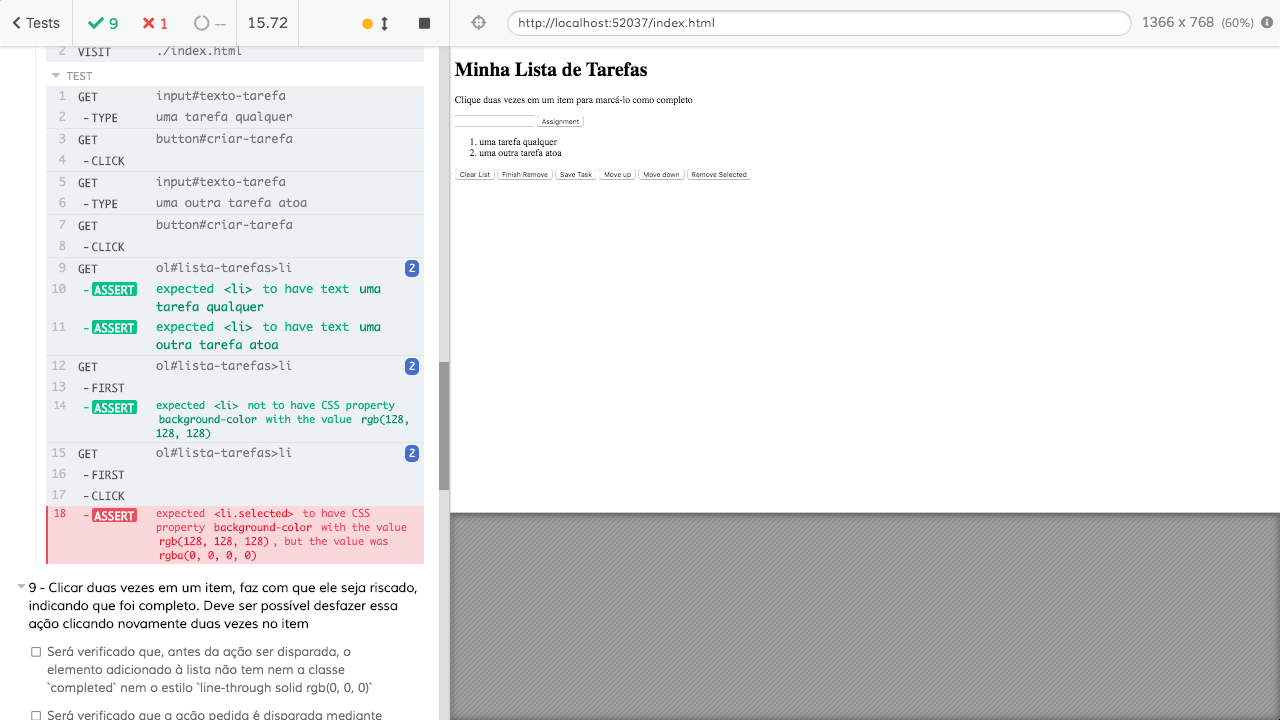 Tests
9
1
--
15.72
http://localhost:52037/index.html
1366 x 768 (60%)
2 VISIT ./index.html
TEST
1 GET input#texto-tarefa
2 -TYPE uma tarefa qualquer
3 GET button#criar-tarefa
4 -CLICK
5 GET input#texto-tarefa
6 -TYPE uma outra tarefa atoa
7 GET button#criar-tarefa
8 -CLICK
9 GET ol#lista-tarefas>li 2
10 -ASSERT expected <li> to have text uma
tarefa qualquer
11 -ASSERT expected <li> to have text uma
outra tarefa atoa
12 GET ol#lista-tarefas>li 2
13 -FIRST
14 -ASSERT expected <li> not to have CSS property
background-color with the value rgb(128,
128, 128)
15 GET ol#lista-tarefas>li 2
16 -FIRST
17 -CLICK
18 -ASSERT expected <li.selected> to have CSS
property background-color with the value
rgb(128, 128, 128), but the value was
rgba(0, 0, 0, 0)
9 - Clicar duas vezes em um item, faz com que ele seja riscado,
indicando que foi completo. Deve ser possível desfazer essa
ação clicando novamente duas vezes no item
Será verificado que, antes da ação ser disparada, o
elemento adicionado à lista não tem nem a classe
`completed` nem o estilo `line-through solid rgb(0, 0, 0)`
Será verificado que a ação pedida é disparada mediante
Minha Lista de Tarefas
Clique duas vezes em um item para marcá-lo como completo
Assignment
1. uma tarefa qualquer
2. uma outra tarefa atoa
Clear List Finish Remove Save Task Move up Move down Remove Selected